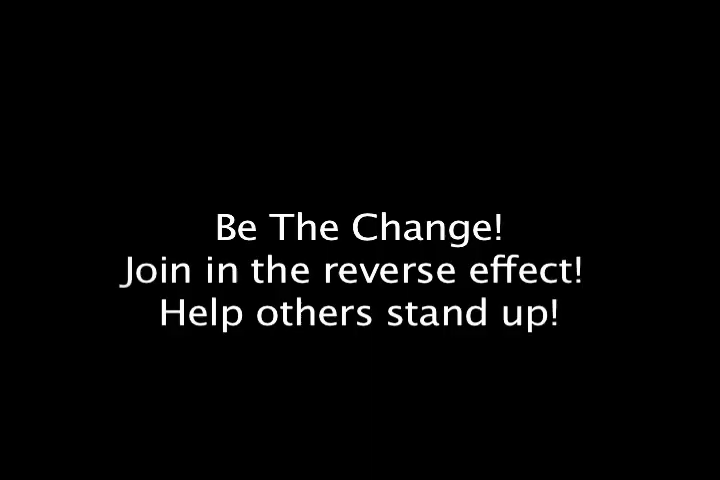 Be The Change!
Join in the reverse effect!
Help others stand up!